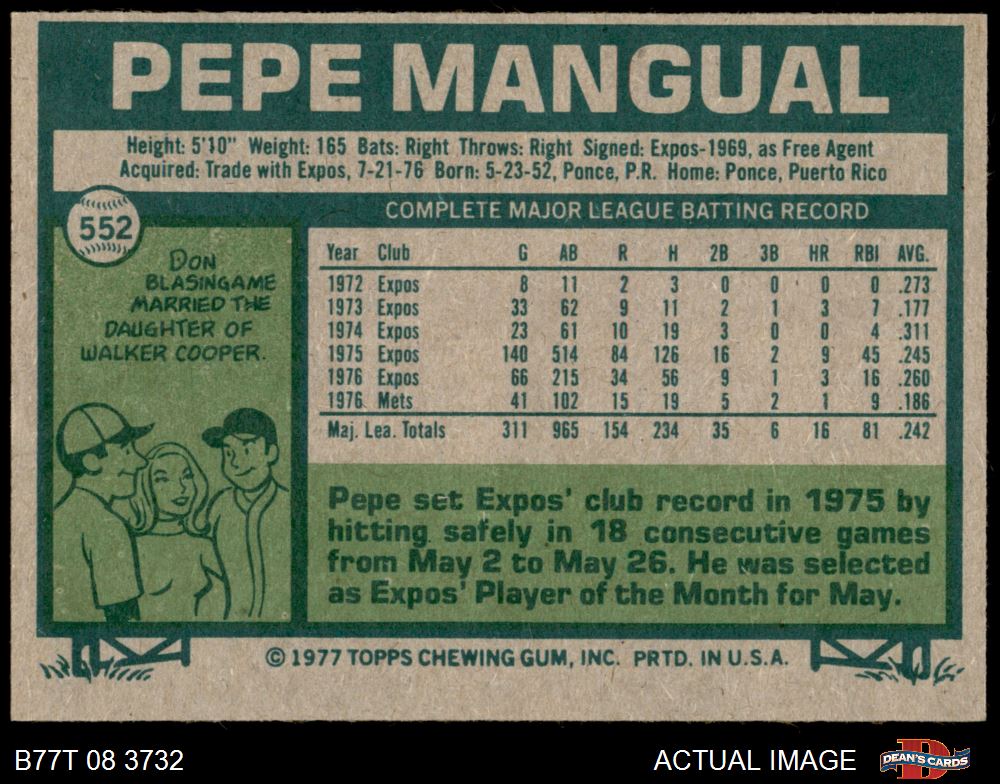 PEPE MANGUAL
Height: 5'10" Weight: 165 Bats: Right Throws: Right Signed: Expos-1969, as Free Agent
Acquired: Trade with Expos, 7-21-76 Born: 5-23-52, Ponce, P.R. Home: Ponce, Puerto Rico
552
DON
BLASINGAME
MARRIED THE
DAUGHTER OF
WALKER COOPER.
COMPLETE MAJOR LEAGUE BATTING RECORD
Year Club G AB R H 2B 3B HR RBI AVG.
1972 Expos 8 11 2 3 0 0 0 0 .273
1973 Expos 33 62 9 11 2 1 3 7 .177
1974 Expos 23 61 10 19 3 0 0 4 .311
1975 Expos 140 514 84 126 16 2 9 45 .245
1976 Expos 66 215 34 56 9 1 3 16 .260
1976 Mets 41 102 15 19 5 2 1 9 .186
Maj. Lea. Totals 311 965 154 234 35 6 16 81 .242
Pepe set Expos' club record in 1975 by
hitting safely in 18 consecutive games
from May 2 to May 26. He was selected
as Expos' Player of the Month for May.
© 1977 TOPPS CHEWING GUM, INC. PRTD. IN U.S.A.
B77T 08 3732
ACTUAL IMAGE
D
DEAN'S CARDS